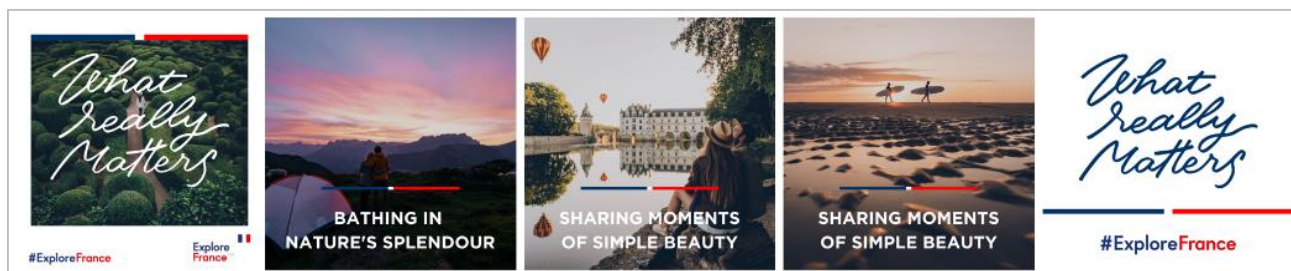 What
really
Matters
#ExploreFrance
Explore
France
BATHING IN
NATURE'S SPLENDOUR
SHARING MOMENTS
OF SIMPLE BEAUTY
SHARING MOMENTS
OF SIMPLE BEAUTY
What
really
Matters
#ExploreFrance